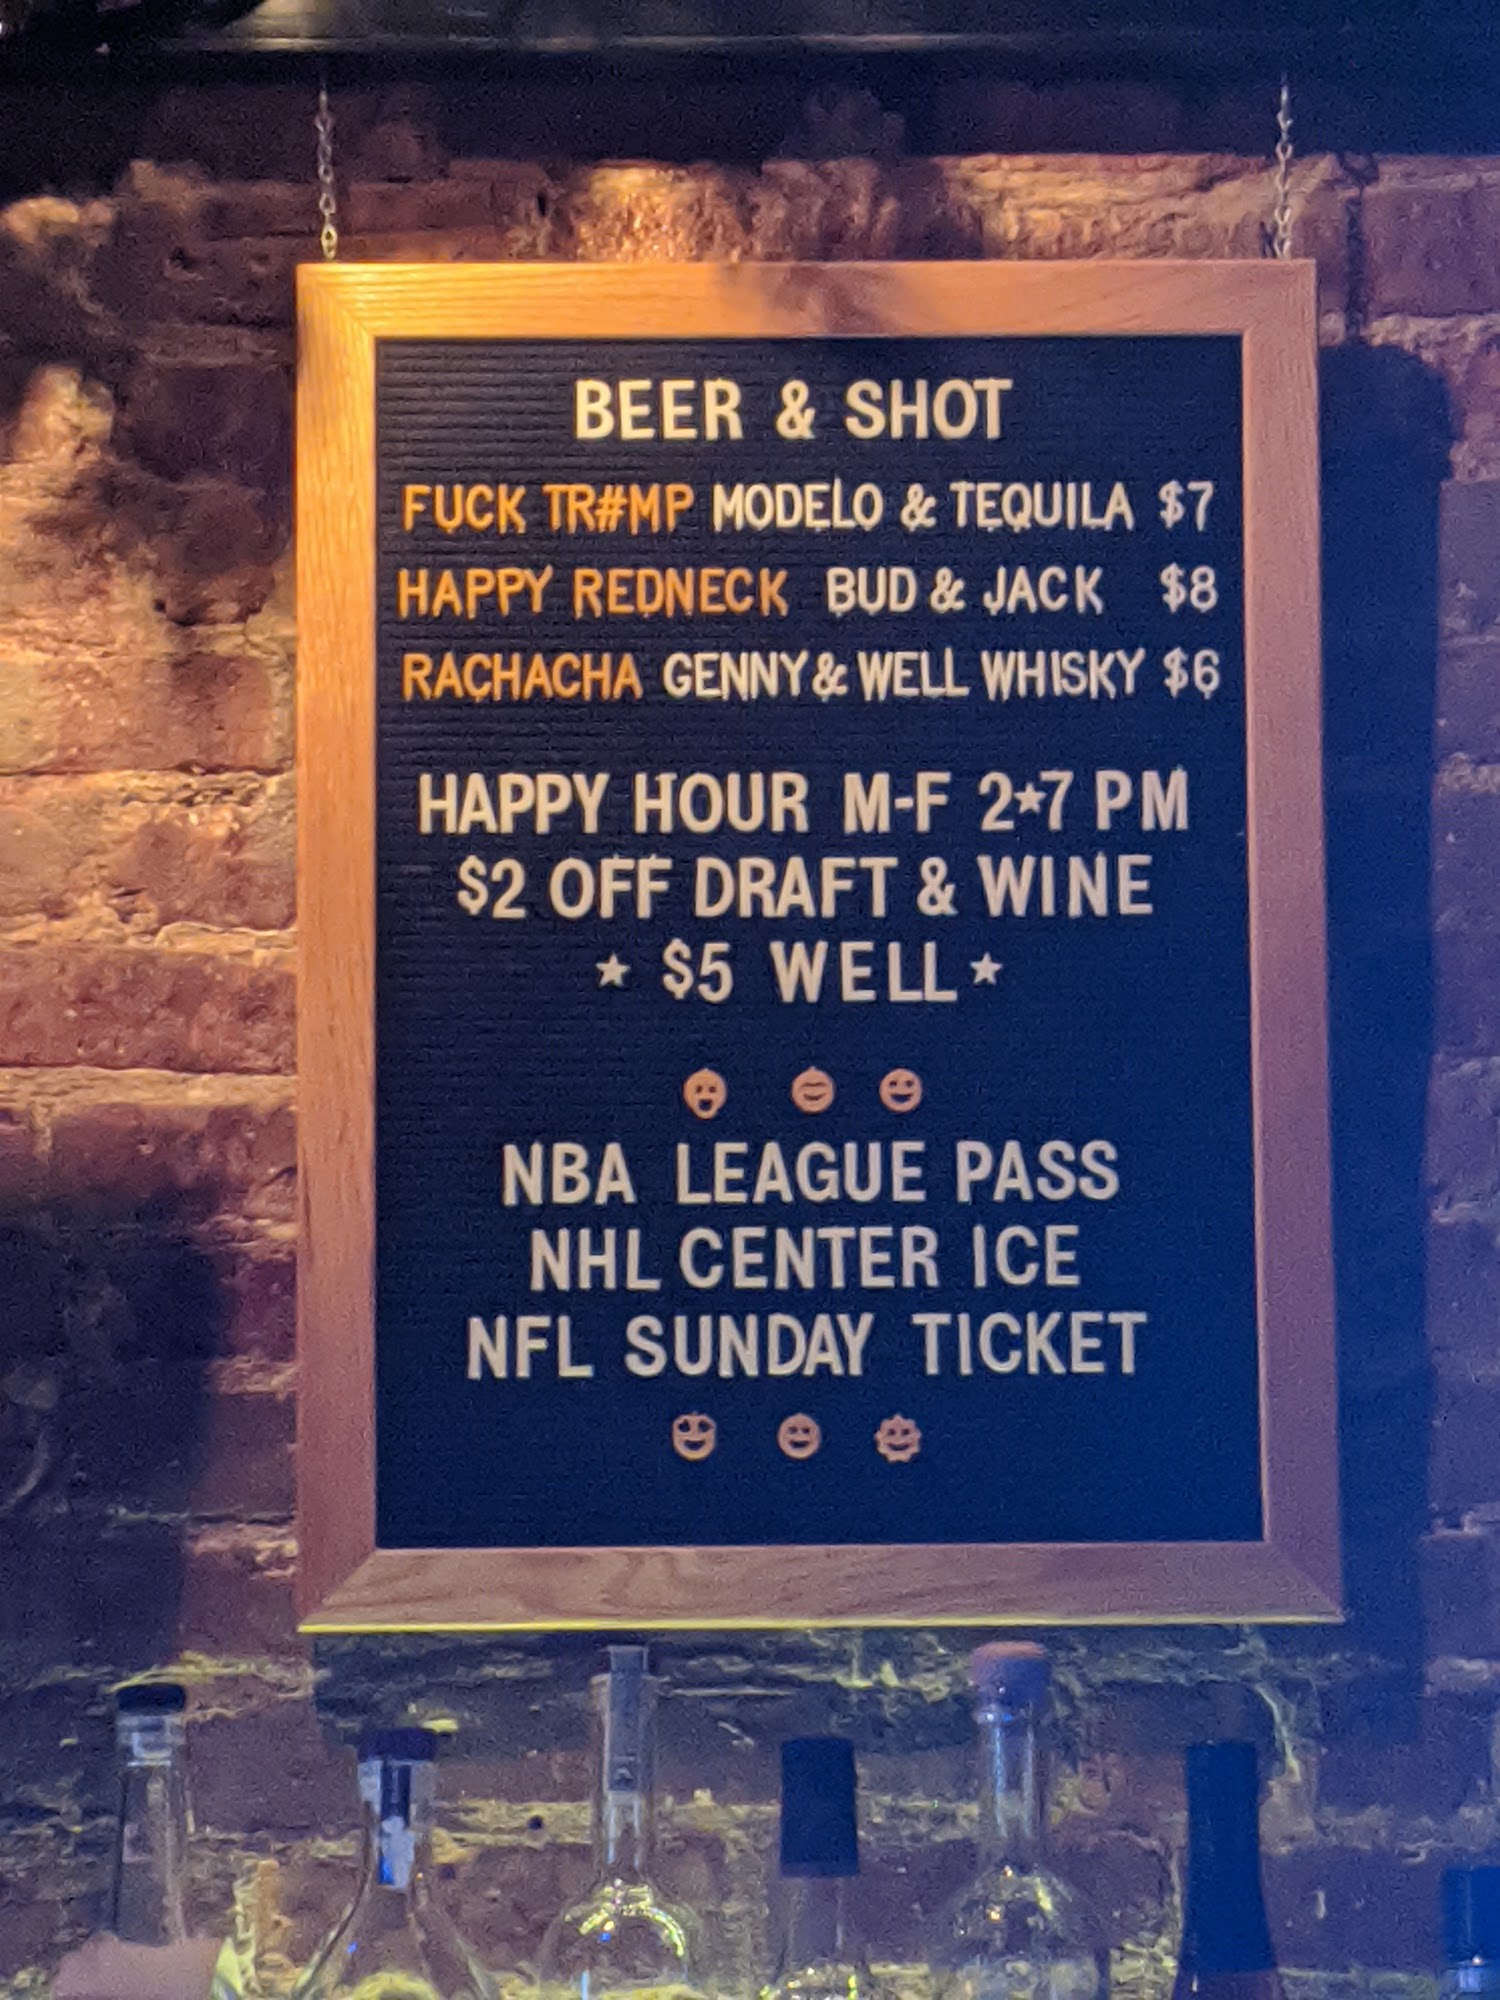 BEER & SHOT
FUCK TR#MP MODELO & TEQUILA $7
HAPPY REDNECK BUD & JACK $8
RACHACHA GENNY & WELL WHISKY $6
HAPPY HOUR M-F 2★7 PM
$2 OFF DRAFT & WINE
★ $5 WELL ★
NBA LEAGUE PASS
NHL CENTER ICE
NFL SUNDAY TICKET